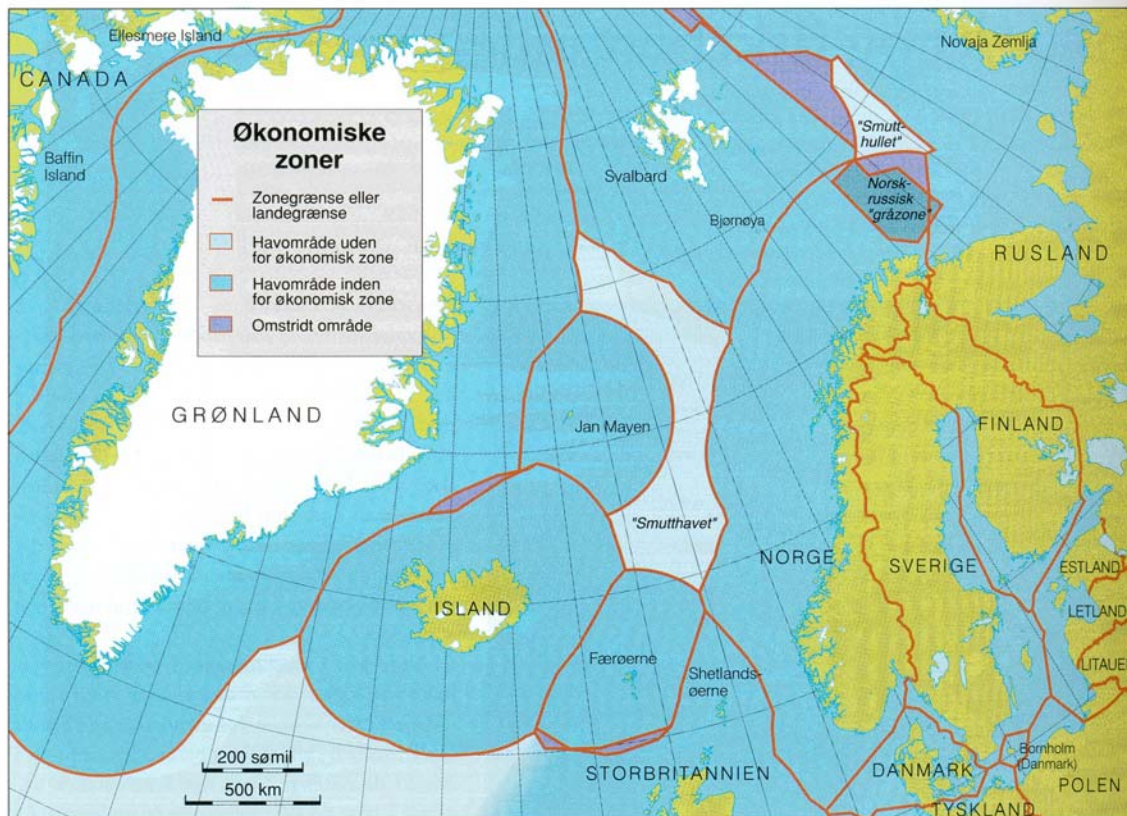 Ellesmere Island
CANADA
Baffin
Island
Økonomiske
zoner
Zonegrænse eller
landegrænse
Havområde uden
for økonomisk zone
Havområde inden
for økonomisk zone
Omstridt område
GRØNLAND
Svalbard
Bjørnøya
Novaja Zemlja
"Smutt-
hullet"
Norsk-
russisk
"gråzone"
RUSLAND
Jan Mayen
FINLAND
"Smutthavet"
NORGE
SVERIGE
ESTLAND
LETLAND
LITAUEN
ISLAND
Færøerne
Shetlands-
øerne
200 sømil
500 km
STORBRITANNIEN
DANMARK
Bornholm
(Danmark)
POLEN
TYSKLAND